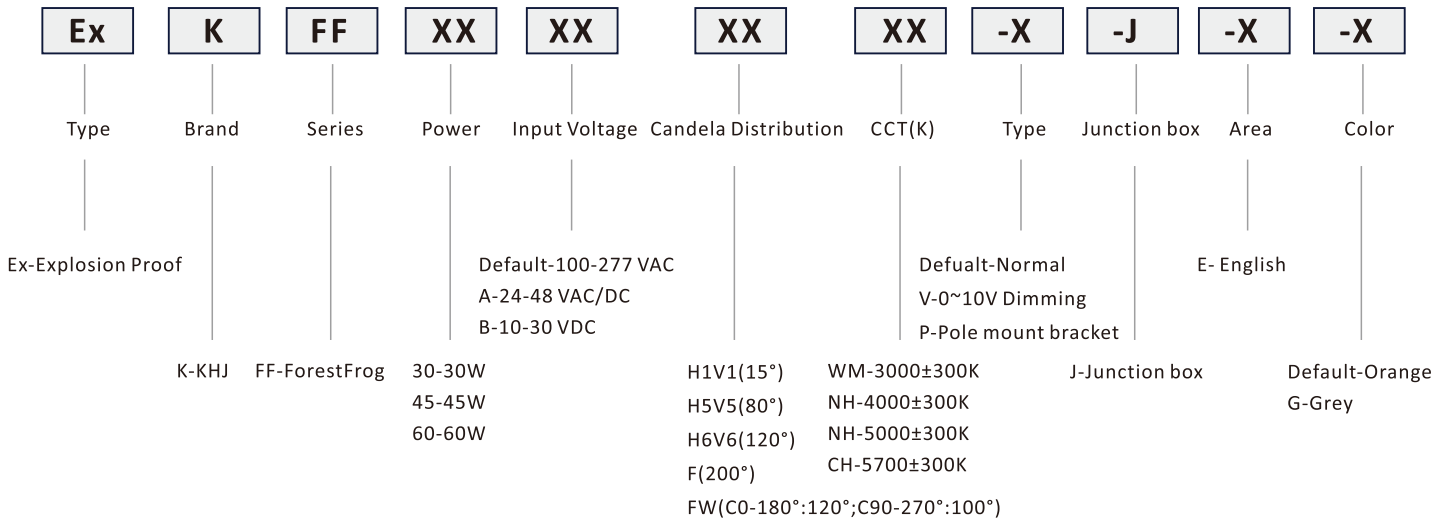 Ex K FF XX XX XX XX -X -J -X -X
Type Brand Series Power Input Voltage Candela Distribution CCT(K) Type Junction box Area Color
Ex-Explosion Proof Default-100-277 VAC Defualt-Normal E- English
A-24-48 VAC/DC V-0~10V Dimming
B-10-30 VDC P-Pole mount bracket
K-KHJ FF-ForestFrog 30-30W H1V1(15°) WM-3000±300K J-Junction box Default-Orange
45-45W H5V5(80°) NH-4000±300K G-Grey
60-60W H6V6(120°) NH-5000±300K
F(200°) CH-5700±300K
FW(C0-180°:120°;C90-270°:100°)